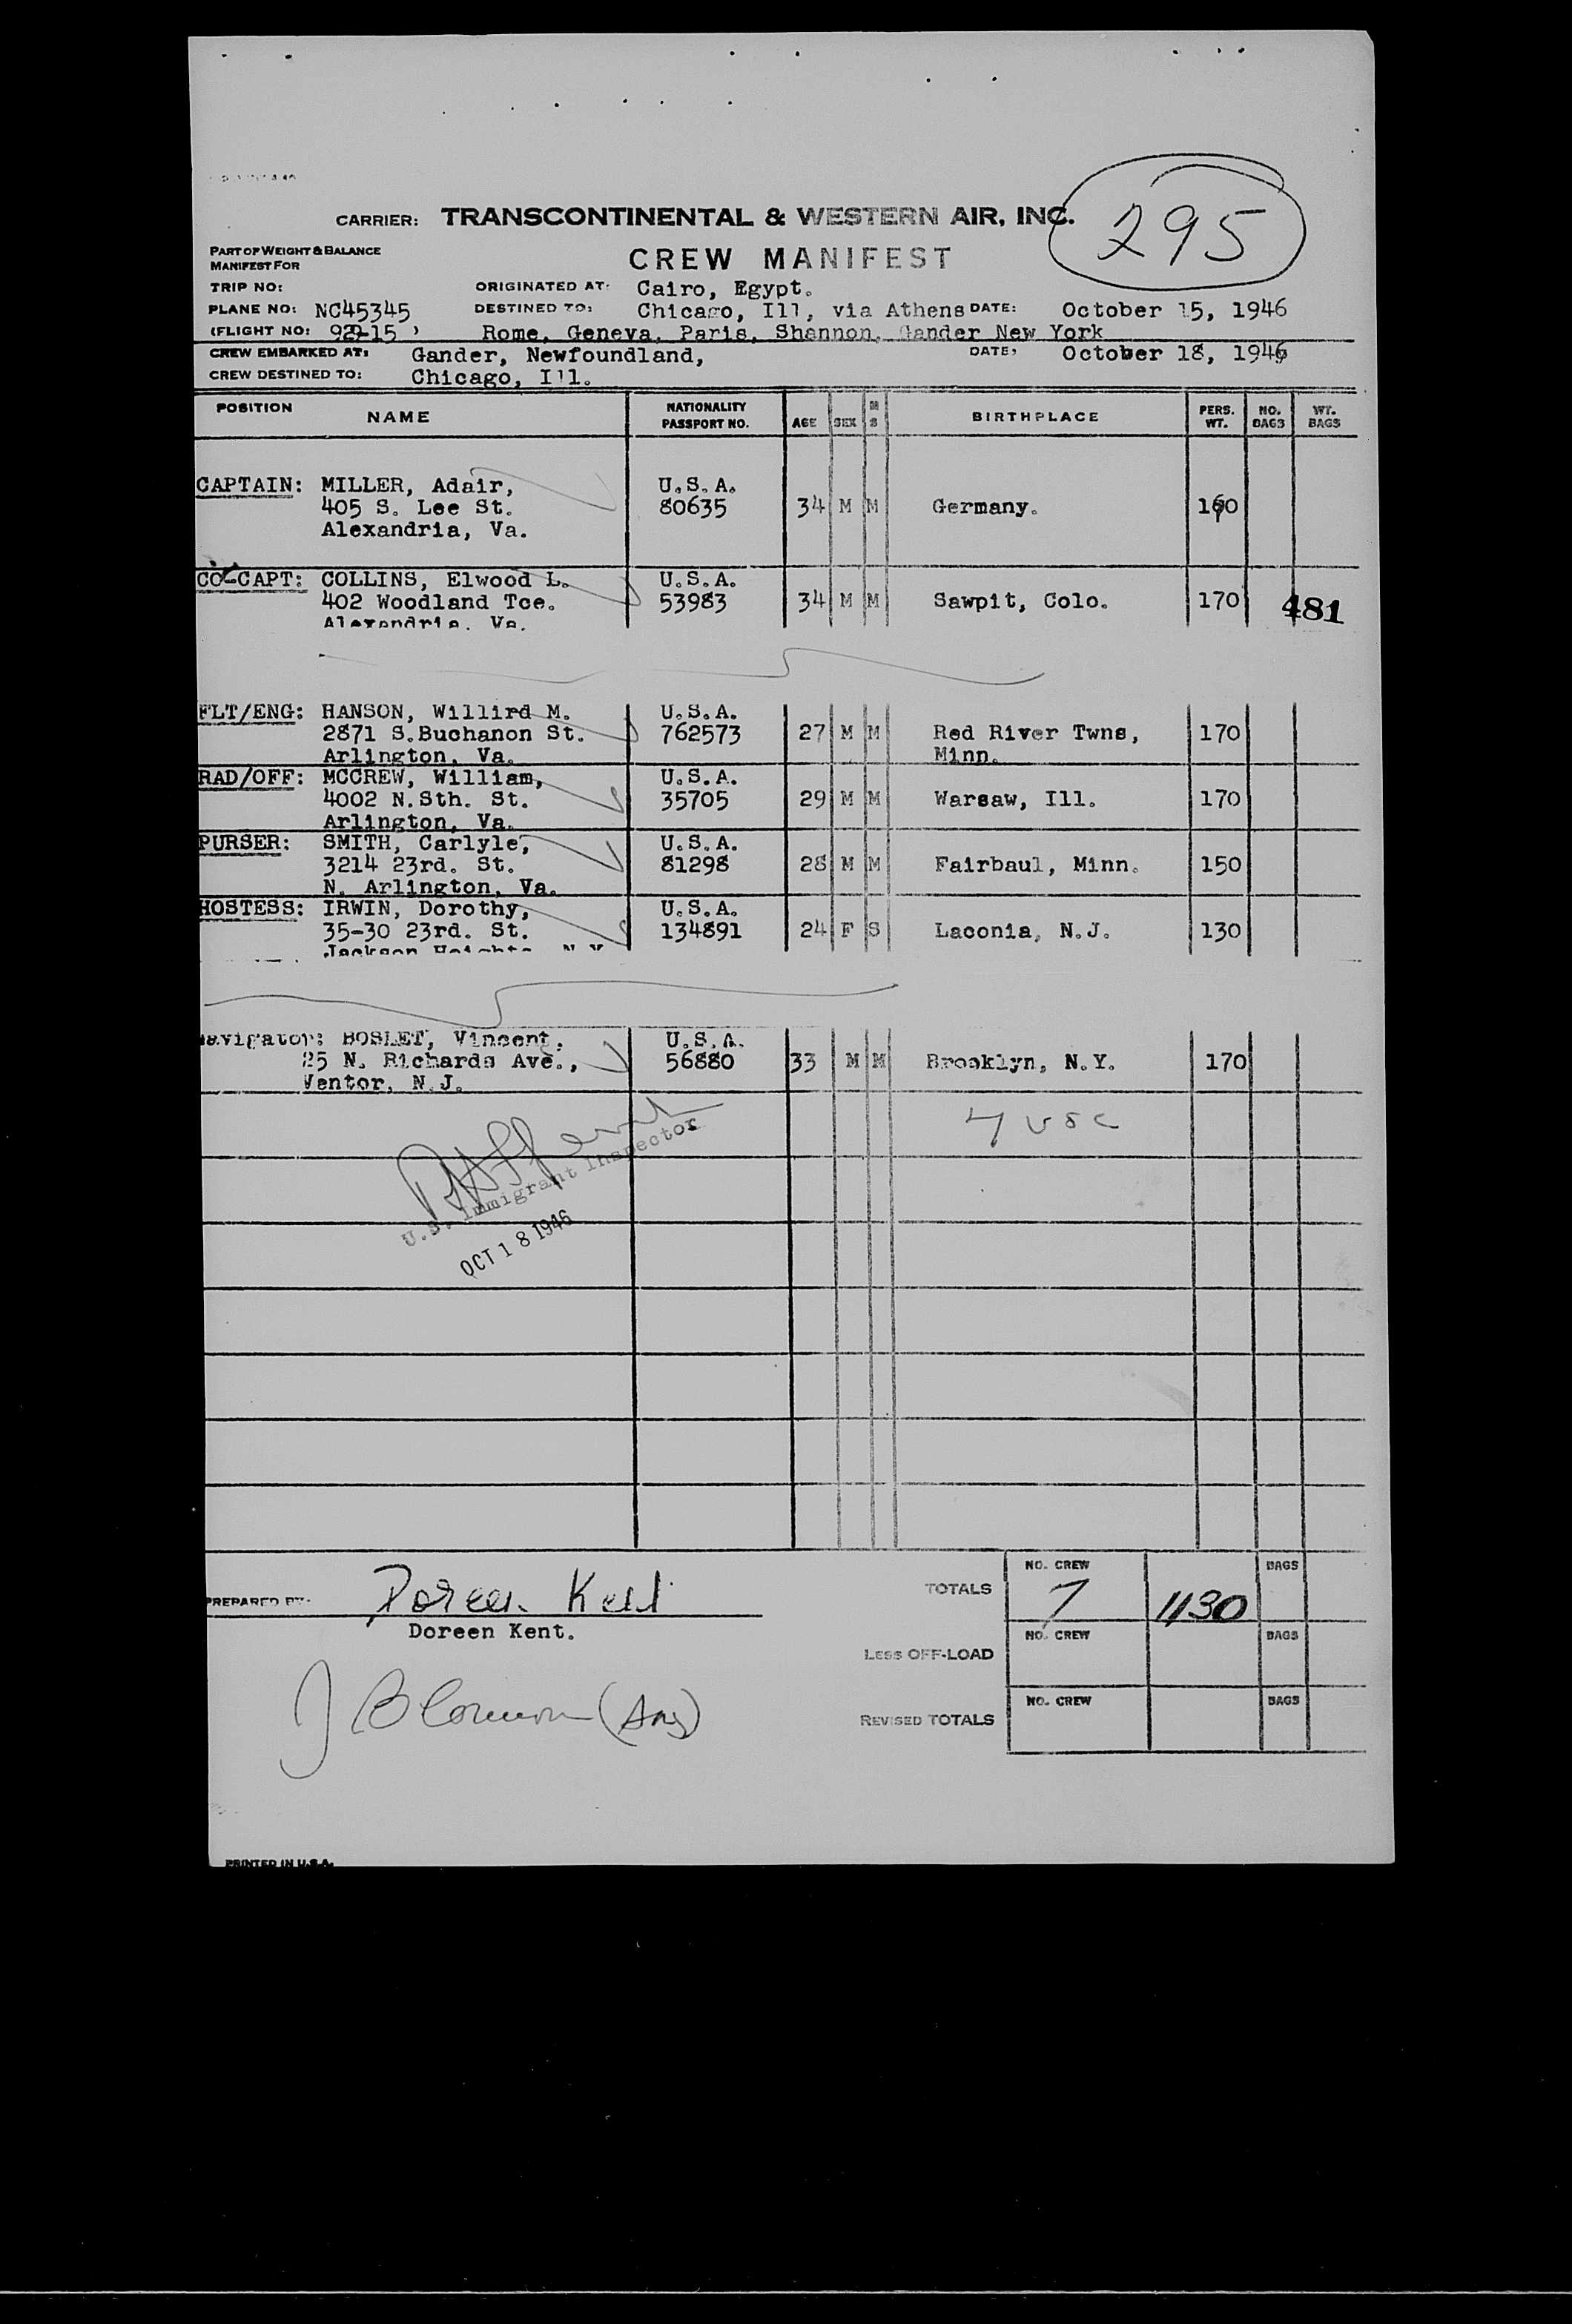 CARRIER: TRANSCONTINENTAL & WESTERN AIR, INC.
295
PART OF WEIGHT & BALANCE
MANIFEST FOR
CREW MANIFEST
TRIP NO: ORIGINATED AT: Cairo, Egypt.
PLANE NO: NC45345 DESTINED TO: Chicago, Ill, via Athens DATE: October 15, 1946
(FLIGHT NO: 929-15 ) Rome, Geneva, Paris, Shannon, Gander New York
CREW EMBARKED AT: Gander, Newfoundland, DATE, October 18, 1946
CREW DESTINED TO: Chicago, Ill.
POSITION NAME NATIONALITY PASSPORT NO. AGE SEX M S BIRTHPLACE PERS. WT. NO. BAGS WT. BAGS
CAPTAIN: MILLER, Adair, U.S.A.
405 S. Lee St. 80635 34 M M Germany. 160
Alexandria, Va.
CO-CAPT: COLLINS, Elwood L. U.S.A.
402 Woodland Tce. 53983 34 M M Sawpit, Colo. 170 481
Alexandria, Va.
FLT/ENG: HANSON, Willird M. U.S.A.
2871 S.Buchanon St. 762573 27 M M Red River Twns, 170
Arlington, Va. Minn.
RAD/OFF: MCCREW, William, U.S.A.
4002 N.Sth. St. 35705 29 M M Warsaw, Ill. 170
Arlington, Va.
PURSER: SMITH, Carlyle, U.S.A.
3214 23rd. St. 81298 28 M M Fairbaul, Minn. 150
N. Arlington, Va.
HOSTESS: IRWIN, Dorothy, U.S.A.
35-30 23rd. St. 134891 24 F S Laconia, N.J. 130
Jackson Heights, N.Y.
Navigator: BOSLET, Vincent, U.S.A.
25 N. Richards Ave., 56880 33 M M Brooklyn, N.Y. 170
Ventor, N.J.
7 USC
U.S. Immigrant Inspector
OCT 18 1946
PREPARED BY: Doreen Kent
Doreen Kent.
TOTALS NO. CREW 7 1130 BAGS
LESS OFF-LOAD NO. CREW BAGS
REVISED TOTALS NO. CREW BAGS
PRINTED IN U.S.A.